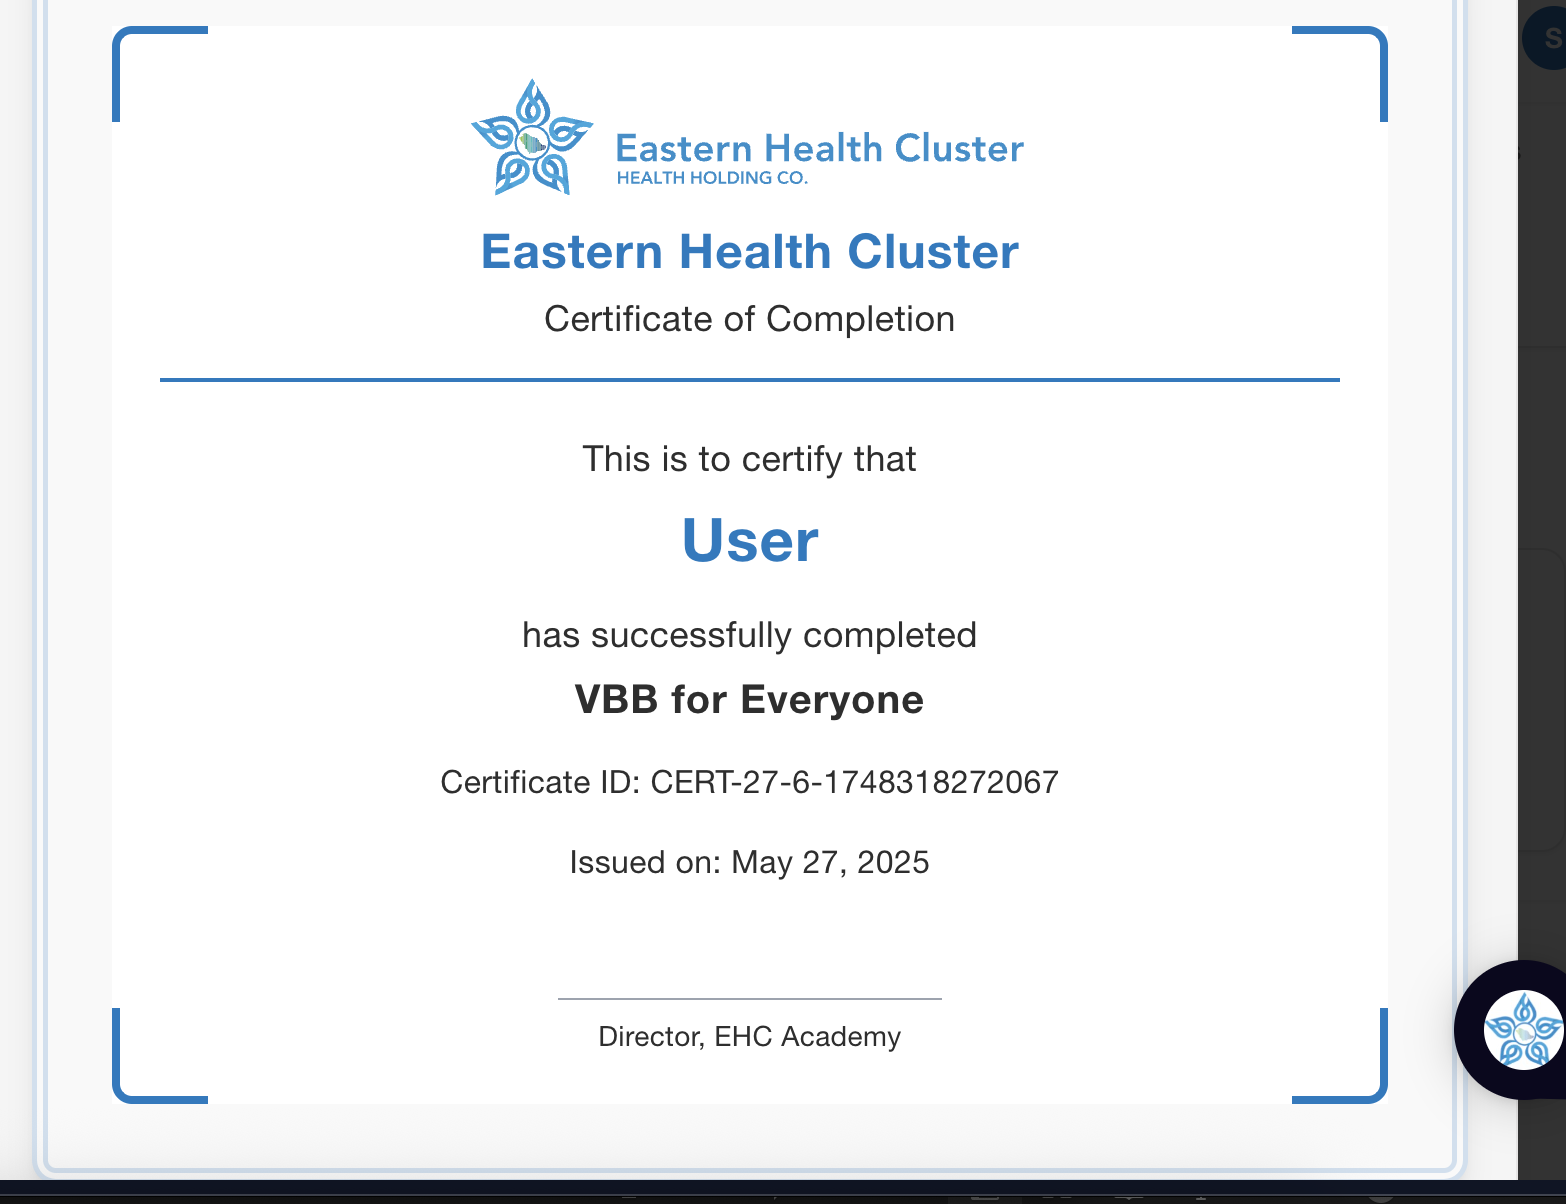 S
Eastern Health Cluster
HEALTH HOLDING CO.
Eastern Health Cluster
Certificate of Completion
This is to certify that
User
has successfully completed
VBB for Everyone
Certificate ID: CERT-27-6-1748318272067
Issued on: May 27, 2025
Director, EHC Academy